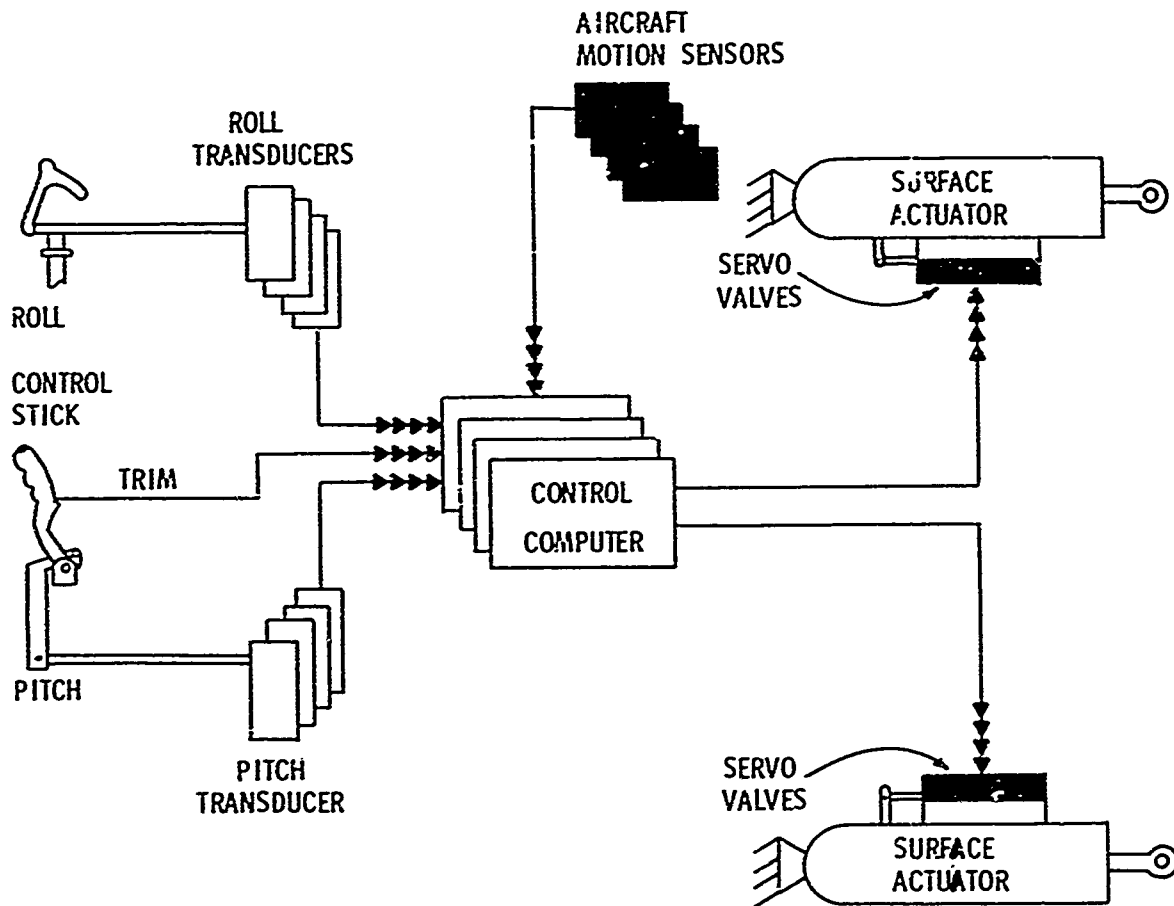 AIRCRAFT
MOTION SENSORS
ROLL
TRANSDUCERS
SURFACE
ACTUATOR
SERVO
VALVES
ROLL
CONTROL
STICK
TRIM
CONTROL
COMPUTER
PITCH
PITCH
TRANSDUCER
SERVO
VALVES
SURFACE
ACTUATOR